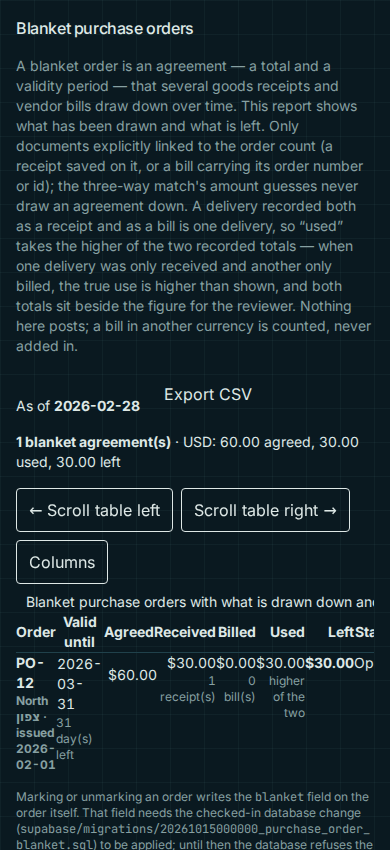 Blanket purchase orders
A blanket order is an agreement — a total and a
validity period — that several goods receipts and
vendor bills draw down over time. This report shows
what has been drawn and what is left. Only
documents explicitly linked to the order count (a
receipt saved on it, or a bill carrying its order number
or id); the three-way match's amount guesses never
draw an agreement down. A delivery recorded both
as a receipt and as a bill is one delivery, so “used”
takes the higher of the two recorded totals — when
one delivery was only received and another only
billed, the true use is higher than shown, and both
totals sit beside the figure for the reviewer. Nothing
here posts; a bill in another currency is counted, never
added in.
As of 2026-02-28 Export CSV
1 blanket agreement(s) · USD: 60.00 agreed, 30.00
used, 30.00 left
← Scroll table left Scroll table right →
Columns
Blanket purchase orders with what is drawn down and
Order Valid until Agreed Received Billed Used Left Sta
PO-12 2026-03-31 $60.00 $30.00 $0.00 $30.00 $30.00 Op
North צפון · issued 2026-02-01 31 day(s) left 1 receipt(s) 0 bill(s) higher of the two
Marking or unmarking an order writes the blanket field on
the order itself. That field needs the checked-in database change
(supabase/migrations/20261015000000_purchase_order_
blanket.sql) to be applied; until then the database refuses the